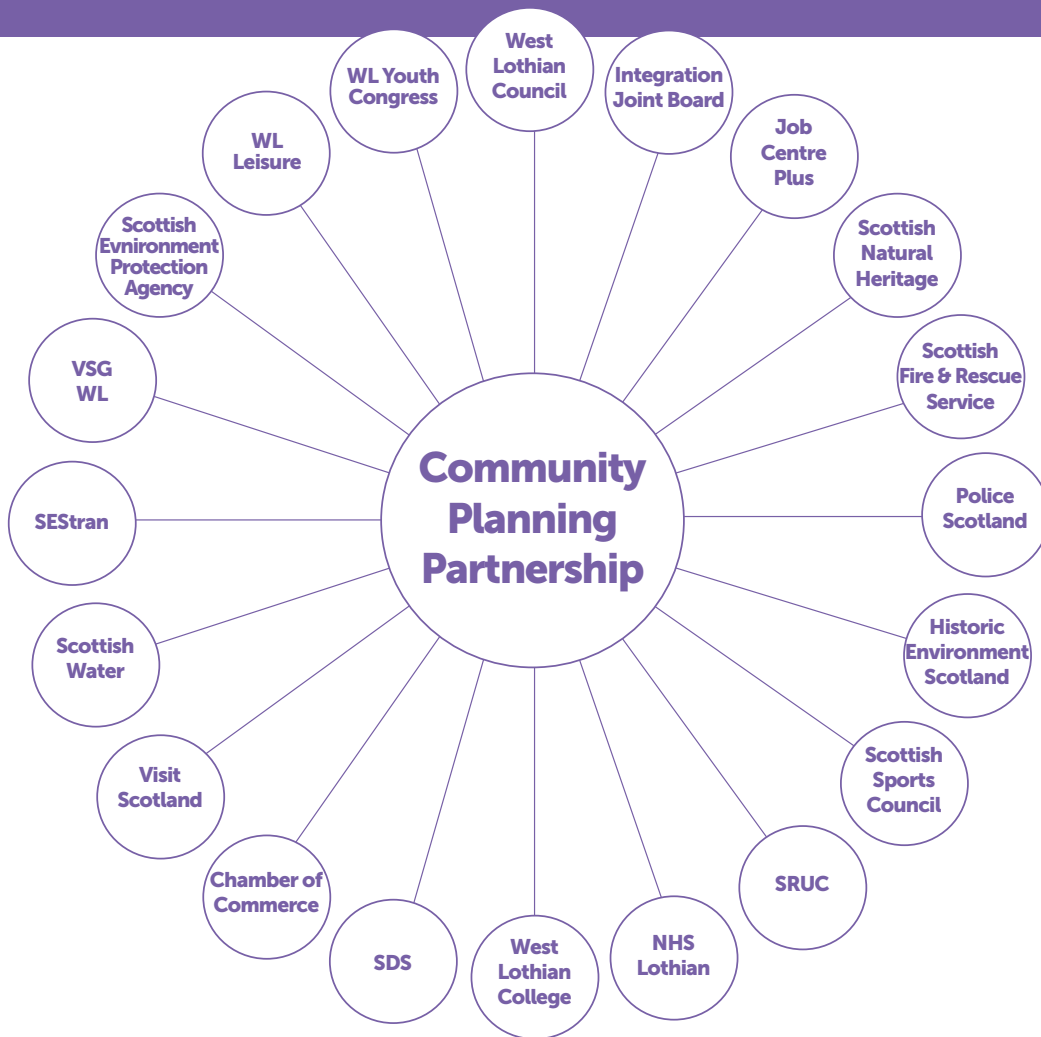 West
Lothian
Council
Integration
Joint Board
Job
Centre
Plus
Scottish
Natural
Heritage
Scottish
Fire & Rescue
Service
Police
Scotland
Historic
Environment
Scotland
Scottish
Sports
Council
SRUC
NHS
Lothian
West
Lothian
College
SDS
Chamber of
Commerce
Visit
Scotland
Scottish
Water
SEStran
VSG
WL
Scottish
Evnironment
Protection
Agency
WL
Leisure
WL Youth
Congress
Community
Planning
Partnership